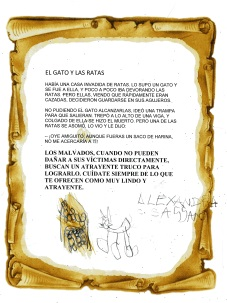 EL GATO Y LAS RATAS
HABÍA UNA CASA INVADIDA DE RATAS. LO SUPO UN GATO Y
SE FUE A ELLA, Y POCO A POCO IBA DEVORANDO LAS
RATAS. PERO ELLAS, VIENDO QUE RÁPIDAMENTE ERAN
CAZADAS, DECIDIERON GUARDARSE EN SUS AGUJEROS.
NO PUDIENDO EL GATO ALCANZARLAS, IDEÓ UNA TRAMPA
PARA QUE SALIERAN. TREPÓ A LO ALTO DE UNA VIGA, Y
COLGADO DE ELLA SE HIZO EL MUERTO. PERO UNA DE LAS
RATAS SE ASOMÓ, LO VIO Y LE DIJO:
-- ¡OYE AMIGUITO, AUNQUE FUERAS UN SACO DE HARINA,
NO ME ACERCARÍA A TI!
LOS MALVADOS, CUANDO NO PUEDEN
DAÑAR A SUS VÍCTIMAS DIRECTAMENTE,
BUSCAN UN ATRAYENTE TRUCO PARA
LOGRARLO. CUÍDATE SIEMPRE DE LO QUE
TE OFRECEN COMO MUY LINDO Y
ATRAYENTE.